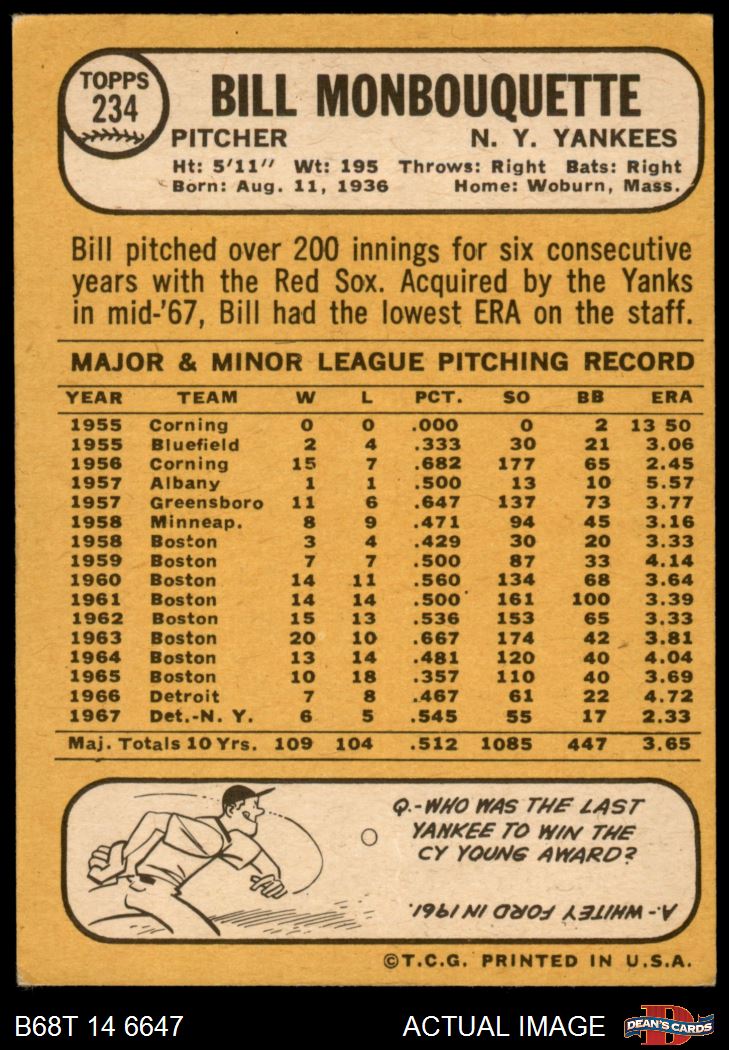 TOPPS
234
BILL MONBOUQUETTE
PITCHER N. Y. YANKEES
Ht: 5'11" Wt: 195 Throws: Right Bats: Right
Born: Aug. 11, 1936 Home: Woburn, Mass.
Bill pitched over 200 innings for six consecutive
years with the Red Sox. Acquired by the Yanks
in mid-'67, Bill had the lowest ERA on the staff.
MAJOR & MINOR LEAGUE PITCHING RECORD
YEAR TEAM W L PCT. SO BB ERA
1955 Corning 0 0 .000 0 2 13 50
1955 Bluefield 2 4 .333 30 21 3.06
1956 Corning 15 7 .682 177 65 2.45
1957 Albany 1 1 .500 13 10 5.57
1957 Greensboro 11 6 .647 137 73 3.77
1958 Minneap. 8 9 .471 94 45 3.16
1958 Boston 3 4 .429 30 20 3.33
1959 Boston 7 7 .500 87 33 4.14
1960 Boston 14 11 .560 134 68 3.64
1961 Boston 14 14 .500 161 100 3.39
1962 Boston 15 13 .536 153 65 3.33
1963 Boston 20 10 .667 174 42 3.81
1964 Boston 13 14 .481 120 40 4.04
1965 Boston 10 18 .357 110 40 3.69
1966 Detroit 7 8 .467 61 22 4.72
1967 Det.-N. Y. 6 5 .545 55 17 2.33
Maj. Totals 10 Yrs. 109 104 .512 1085 447 3.65
Q.-WHO WAS THE LAST
YANKEE TO WIN THE
CY YOUNG AWARD?
A.-WHITEY FORD IN 1961.
©T.C.G. PRINTED IN U.S.A.
B68T 14 6647 ACTUAL IMAGE
DEAN'S CARDS